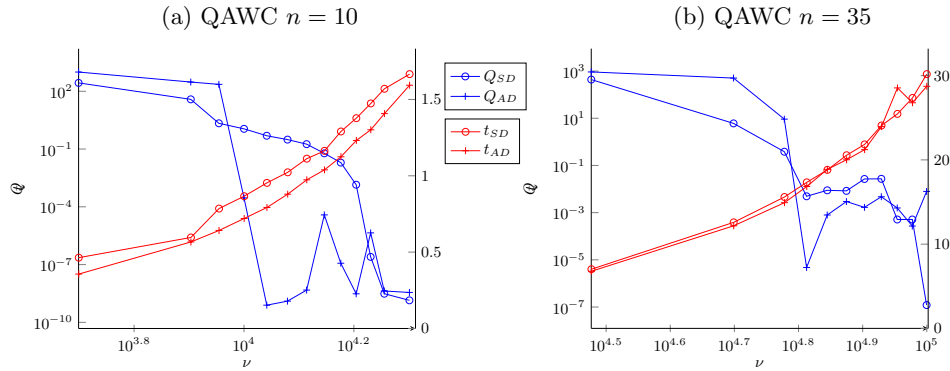 (a) QAWC n = 10
10^2
10^-1
10^-4
10^-7
10^-10
Q
10^3.8
10^4
10^4.2
ν
0
0.5
1
1.5
Q_SD
Q_AD
t_SD
t_AD
(b) QAWC n = 35
10^3
10^1
10^-1
10^-3
10^-5
10^-7
Q
10^4.5
10^4.6
10^4.7
10^4.8
10^4.9
10^5
ν
0
10
20
30